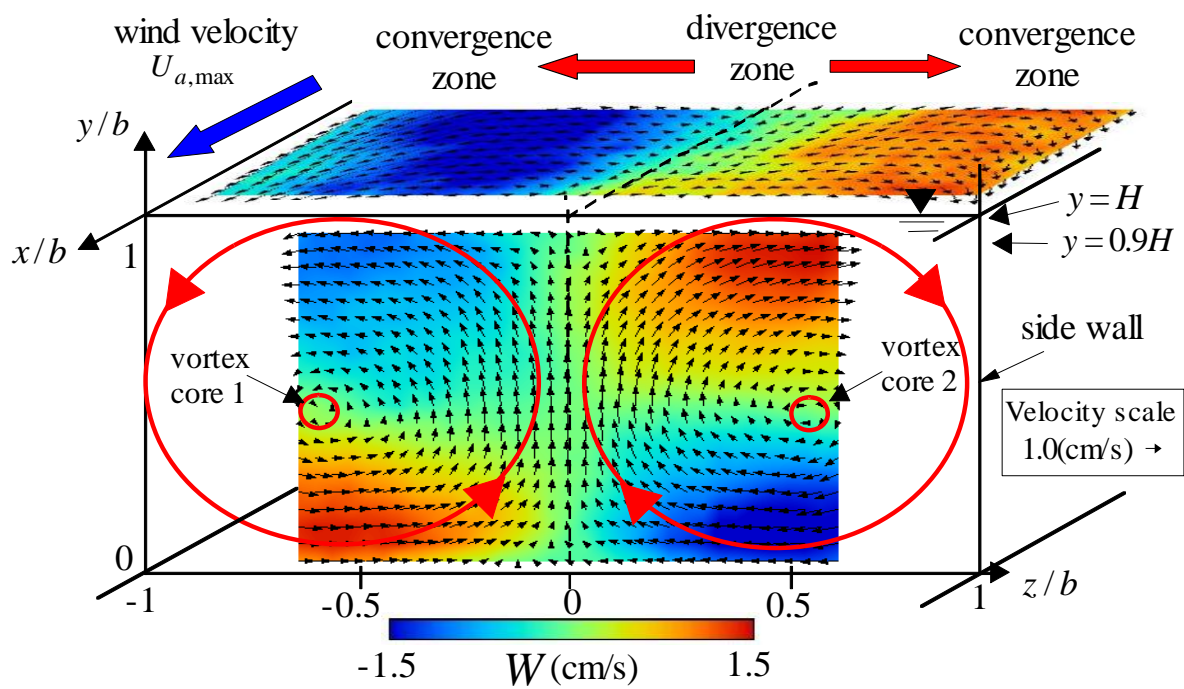 wind velocity
U_{a,max}
convergence
zone
divergence
zone
convergence
zone
y/b
x/b
1
0
y = H
y = 0.9H
vortex
core 1
vortex
core 2
side wall
Velocity scale
1.0(cm/s)
-1
-0.5
0
0.5
1
z/b
-1.5
W (cm/s)
1.5